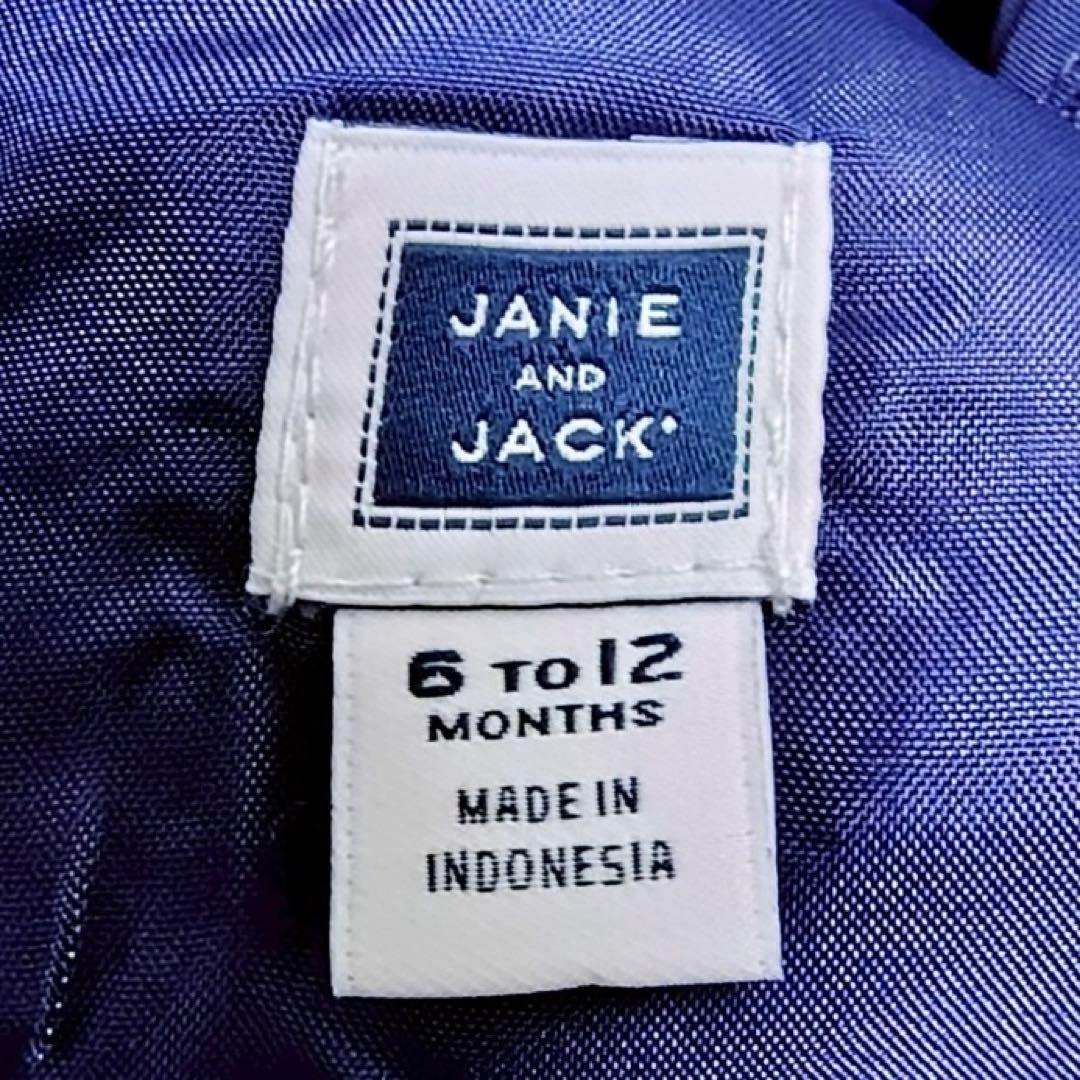 JANIE
AND
JACK
6 TO 12
MONTHS
MADE IN
INDONESIA